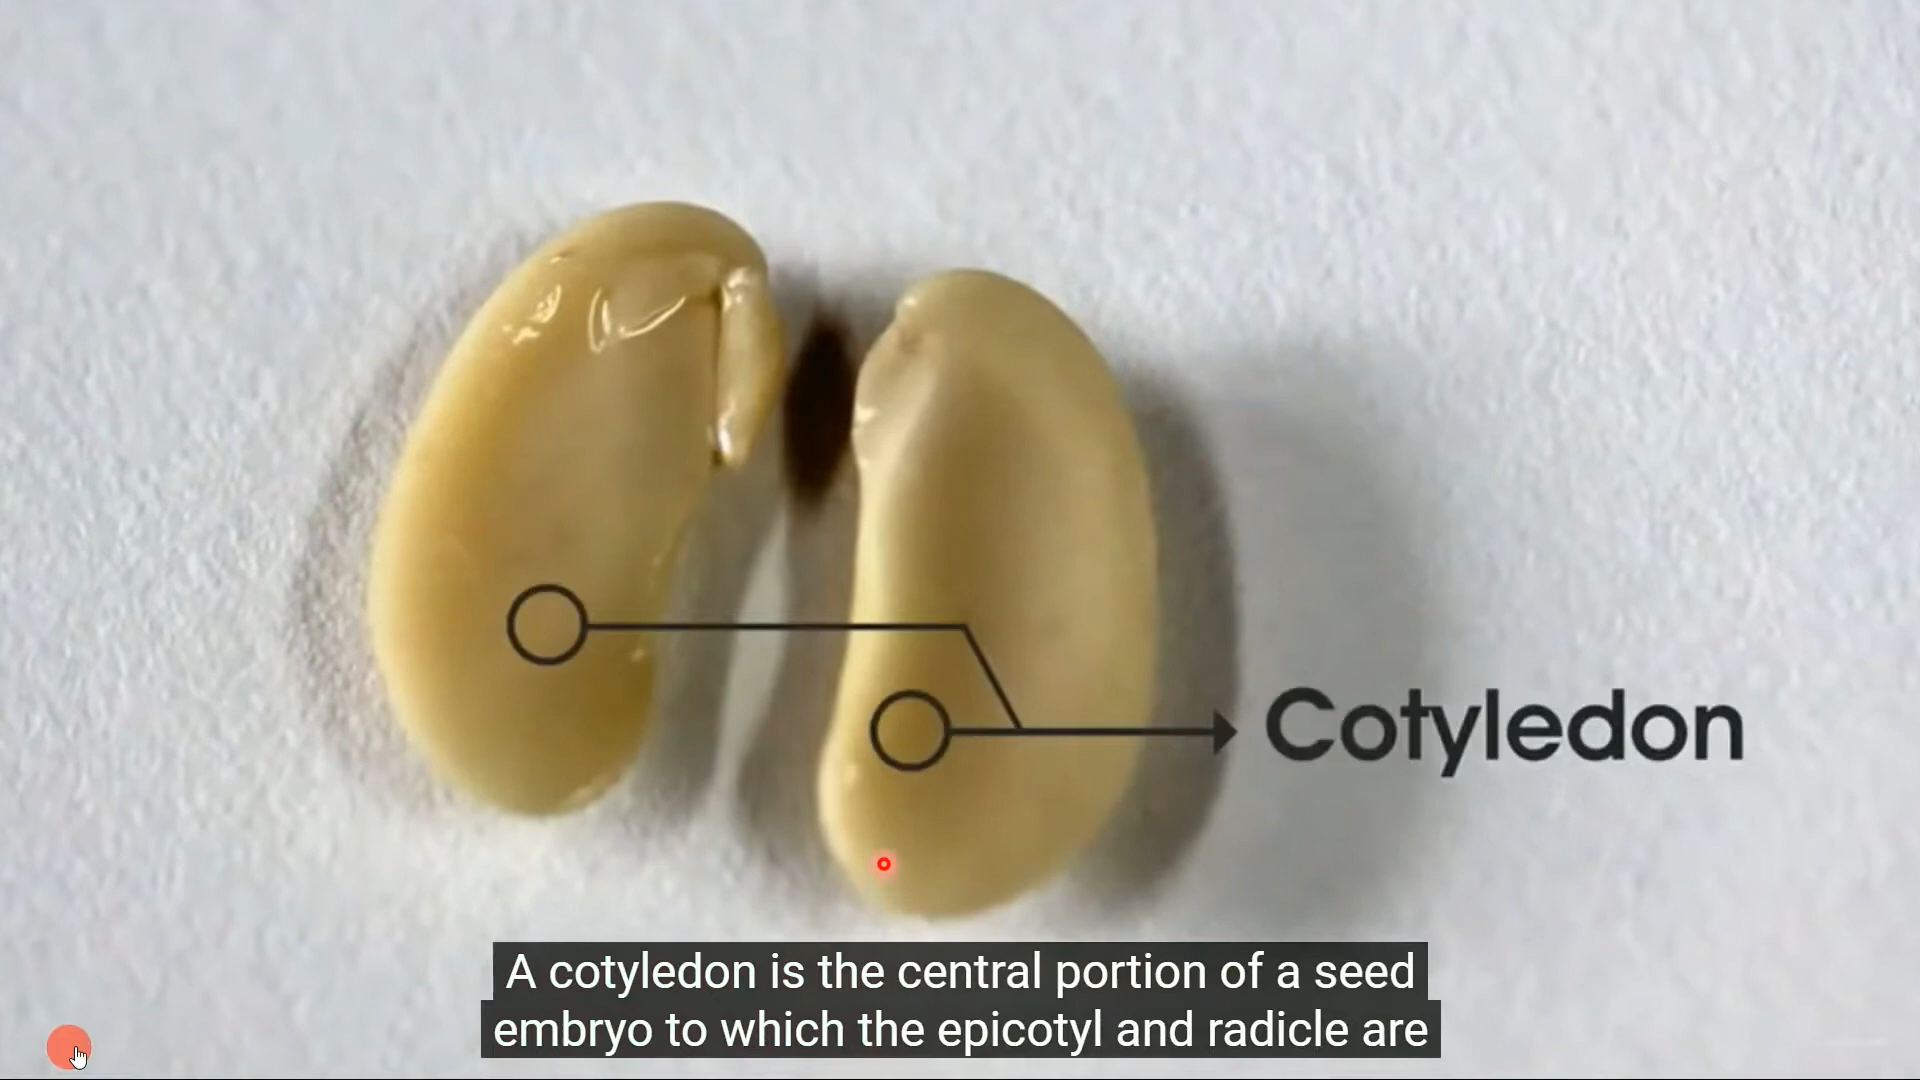 Cotyledon
A cotyledon is the central portion of a seed
embryo to which the epicotyl and radicle are